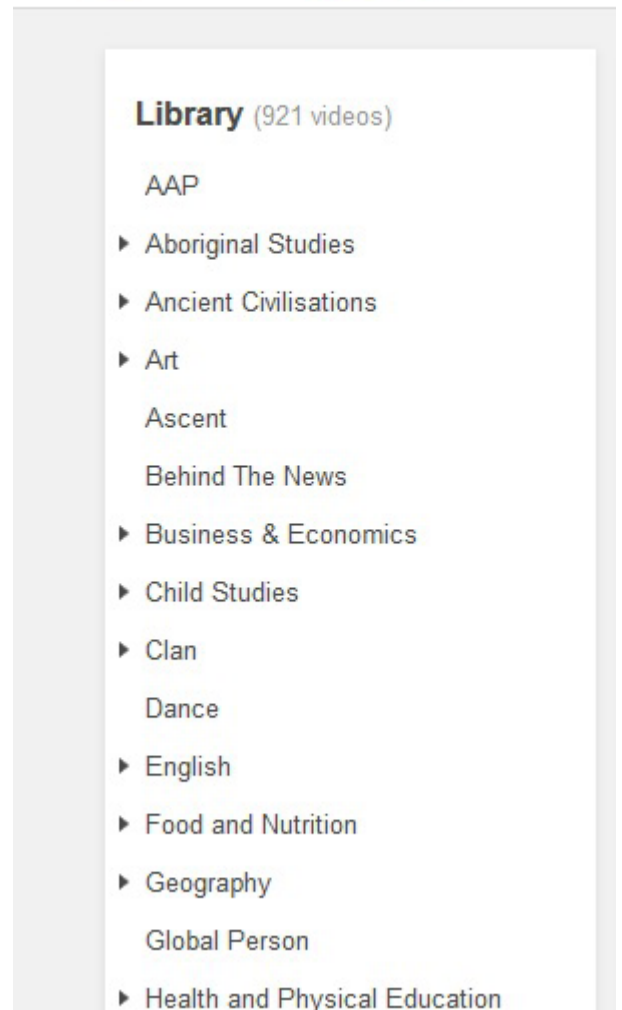 Library (921 videos)
AAP
Aboriginal Studies
Ancient Civilisations
Art
Ascent
Behind The News
Business & Economics
Child Studies
Clan
Dance
English
Food and Nutrition
Geography
Global Person
Health and Physical Education